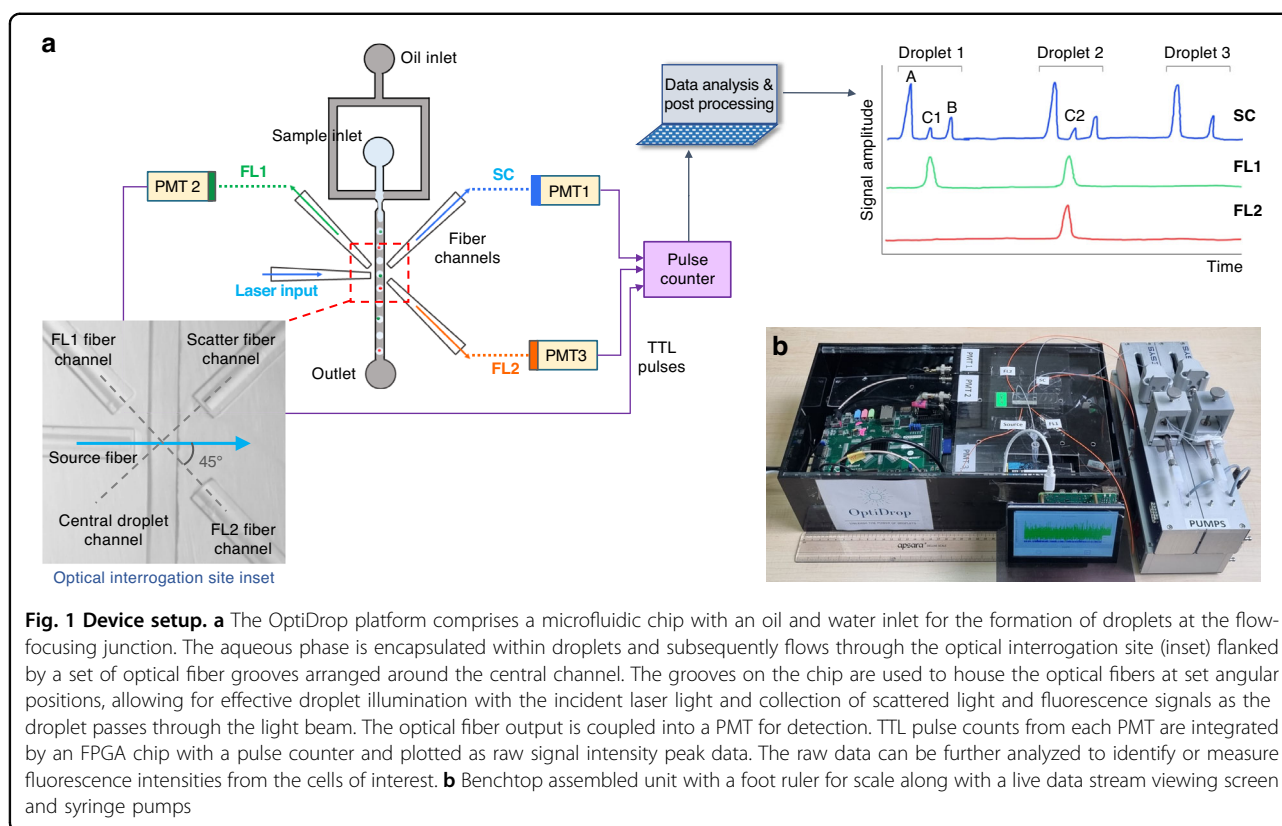 a
Oil inlet
Sample inlet
PMT 2
FL1
SC
PMT1
Fiber
channels
Laser input
Pulse
counter
FL2
PMT3
TTL
pulses
Outlet
Data analysis &
post processing
Droplet 1
Droplet 2
Droplet 3
A
C1
B
C2
SC
FL1
FL2
Signal amplitude
Time
FL1 fiber
channel
Scatter fiber
channel
Source fiber
45°
Central droplet
channel
FL2 fiber
channel
Optical interrogation site inset
b
PMT 1
PMT 2
PMT-3
FL2
SC
Source
FL1
OptiDrop
apsara
PUMPS
Fig. 1 Device setup. a The OptiDrop platform comprises a microfluidic chip with an oil and water inlet for the formation of droplets at the flow-
focusing junction. The aqueous phase is encapsulated within droplets and subsequently flows through the optical interrogation site (inset) flanked
by a set of optical fiber grooves arranged around the central channel. The grooves on the chip are used to house the optical fibers at set angular
positions, allowing for effective droplet illumination with the incident laser light and collection of scattered light and fluorescence signals as the
droplet passes through the light beam. The optical fiber output is coupled into a PMT for detection. TTL pulse counts from each PMT are integrated
by an FPGA chip with a pulse counter and plotted as raw signal intensity peak data. The raw data can be further analyzed to identify or measure
fluorescence intensities from the cells of interest. b Benchtop assembled unit with a foot ruler for scale along with a live data stream viewing screen
and syringe pumps